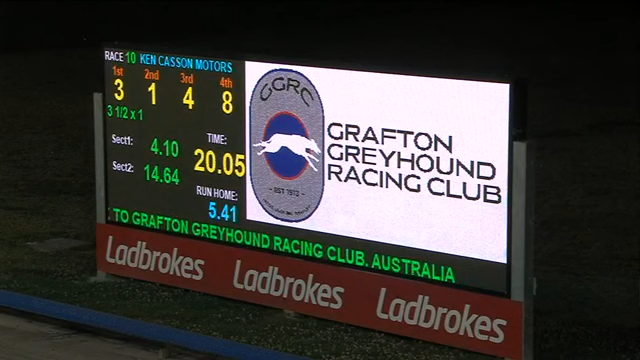 RACE 10 KEN CASSON MOTORS
1st 2nd 3rd 4th
3 1 4 8
3 1/2 x 1
Sect1: 4.10
Sect2: 14.64
TIME:
20.05
RUN HOME:
5.41
GGRC
EST 1913
GRAFTON
GREYHOUND
RACING CLUB
TO GRAFTON GREYHOUND RACING CLUB. AUSTRALIA
Ladbrokes Ladbrokes Ladbrokes